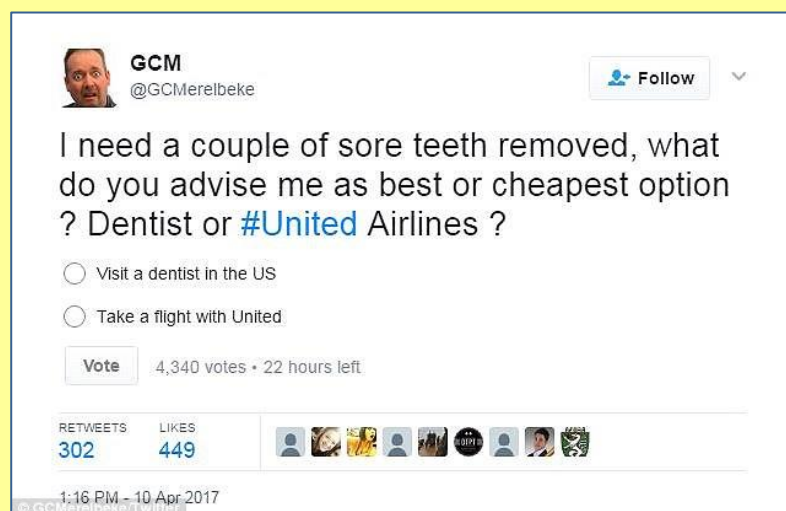 GCM
@GCMerelbeke
Follow
I need a couple of sore teeth removed, what
do you advise me as best or cheapest option
? Dentist or #United Airlines ?
Visit a dentist in the US
Take a flight with United
Vote
4,340 votes • 22 hours left
RETWEETS
LIKES
302
449
1:16 PM - 10 Apr 2017
© GCMerelbeke/Twitter